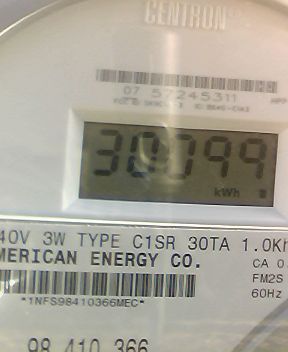 CENTRON®
07 57245311
30099
kWh
40V 3W TYPE C1SR 30TA 1.0Kh
MERICAN ENERGY CO.
CA 0.
FM2S
*1NFS98410366MEC*
60Hz
98 410 366